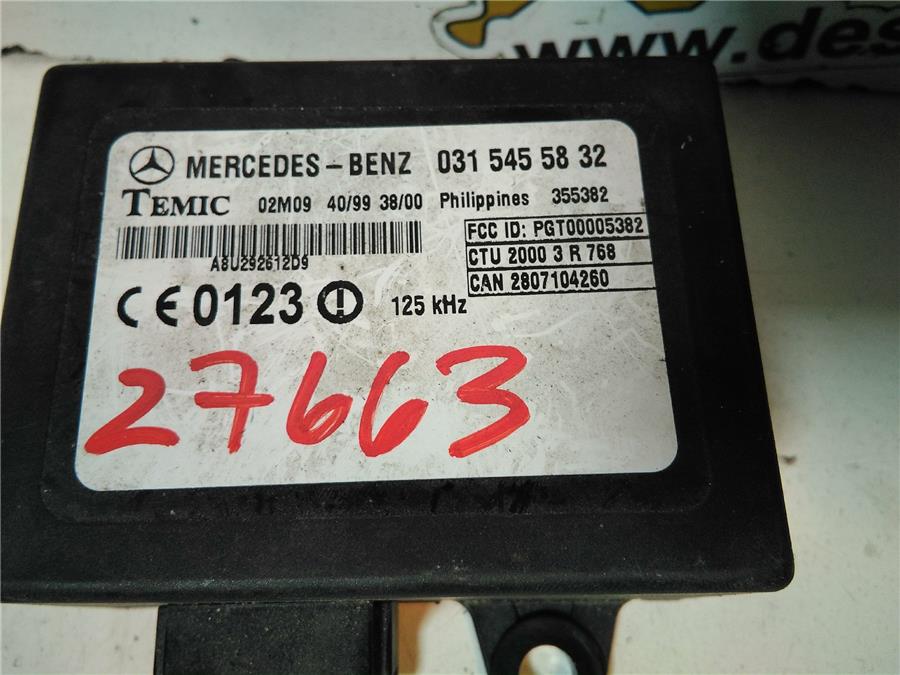 www.des
MERCEDES-BENZ 031 545 58 32
TEMIC 02M09 40/99 38/00 Philippines 355382
A8U292612D9
FCC ID: PGT00005382
CTU 2000 3 R 768
CAN 2807104260
CE 0123 125 kHz
27663